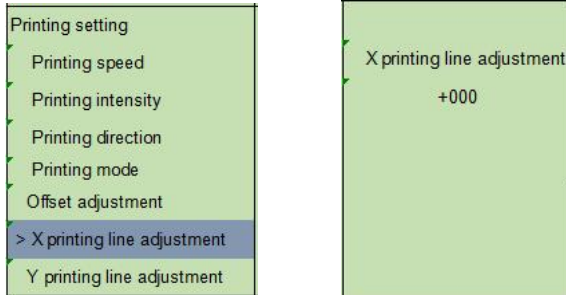 Printing setting
Printing speed
Printing intensity
Printing direction
Printing mode
Offset adjustment
> X printing line adjustment
Y printing line adjustment
X printing line adjustment
+000